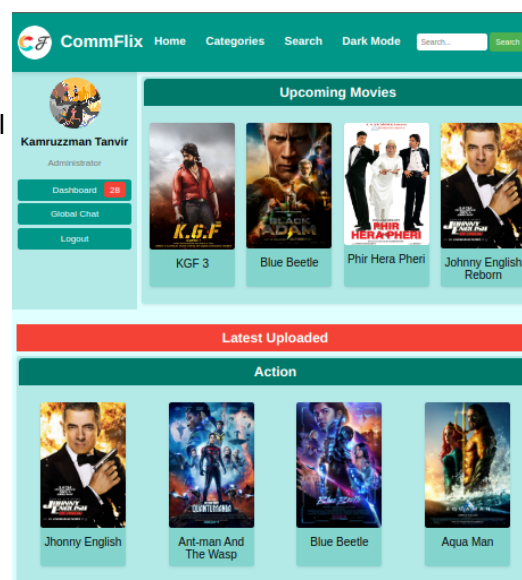 CF CommFlix Home Categories Search Dark Mode Search... Search
Kamruzzman Tanvir
Administrator
Dashboard 28
Global Chat
Logout
Upcoming Movies
K.G.F
BLACK
ADAM
PHIR
HERA PHERI
JOHNNY
ENGLISH
KGF 3
Blue Beetle
Phir Hera Pheri
Johnny English
Reborn
Latest Uploaded
Action
JOHNNY
ENGLISH
QUANTUMANIA
Blue Beetle
AQUAMAN
Jhonny English
Ant-man And
The Wasp
Blue Beetle
Aqua Man